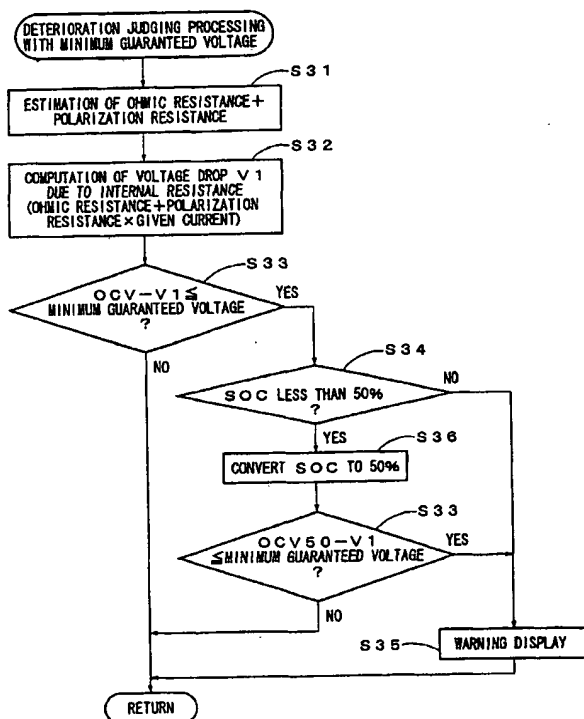 DETERIORATION JUDGING PROCESSING
WITH MINIMUM GUARANTEED VOLTAGE
S31
ESTIMATION OF OHMIC RESISTANCE+
POLARIZATION RESISTANCE
S32
COMPUTATION OF VOLTAGE DROP V1
DUE TO INTERNAL RESISTANCE
(OHMIC RESISTANCE+POLARIZATION
RESISTANCE×GIVEN CURRENT)
S33
OCV-V1≦
MINIMUM GUARANTEED VOLTAGE
?
YES
NO
S34
SOC LESS THAN 50%
?
NO
YES
S36
CONVERT SOC TO 50%
S33
OCV50-V1
≦MINIMUM GUARANTEED VOLTAGE
?
YES
NO
S35
WARNING DISPLAY
RETURN